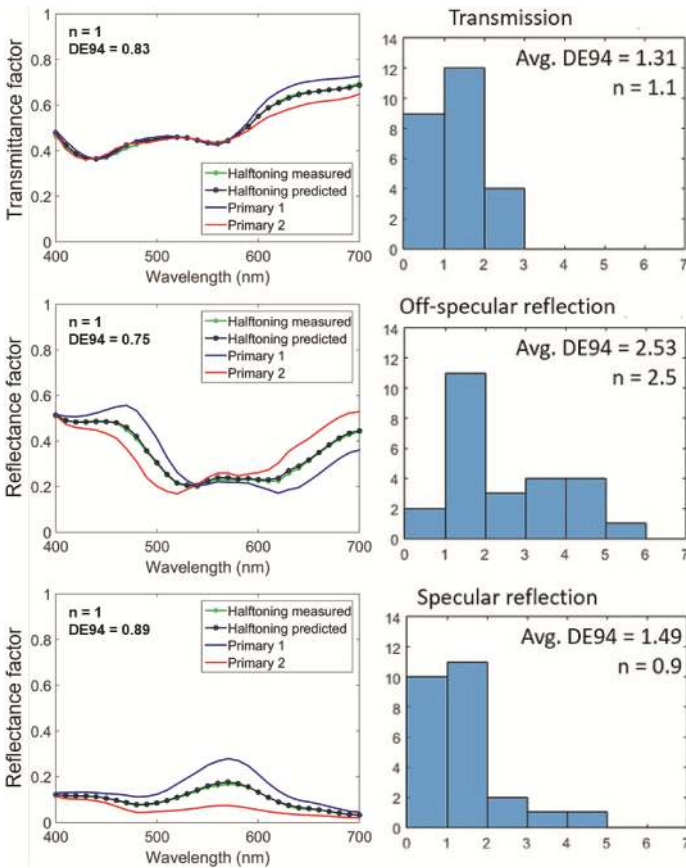 Transmission
n = 1
DE94 = 0.83
Transmittance factor
1
0.8
0.6
0.4
0.2
0
400
500
600
700
Wavelength (nm)
Halftoning measured
Halftoning predicted
Primary 1
Primary 2
Avg. DE94 = 1.31
n = 1.1
14
12
10
8
6
4
2
0
0 1 2 3 4 5 6 7
Off-specular reflection
n = 1
DE94 = 0.75
Reflectance factor
1
0.8
0.6
0.4
0.2
0
400
500
600
700
Wavelength (nm)
Halftoning measured
Halftoning predicted
Primary 1
Primary 2
Avg. DE94 = 2.53
n = 2.5
14
12
10
8
6
4
2
0
0 1 2 3 4 5 6 7
Specular reflection
n = 1
DE94 = 0.89
Reflectance factor
1
0.8
0.6
0.4
0.2
0
400
500
600
700
Wavelength (nm)
Halftoning measured
Halftoning predicted
Primary 1
Primary 2
Avg. DE94 = 1.49
n = 0.9
14
12
10
8
6
4
2
0
0 1 2 3 4 5 6 7